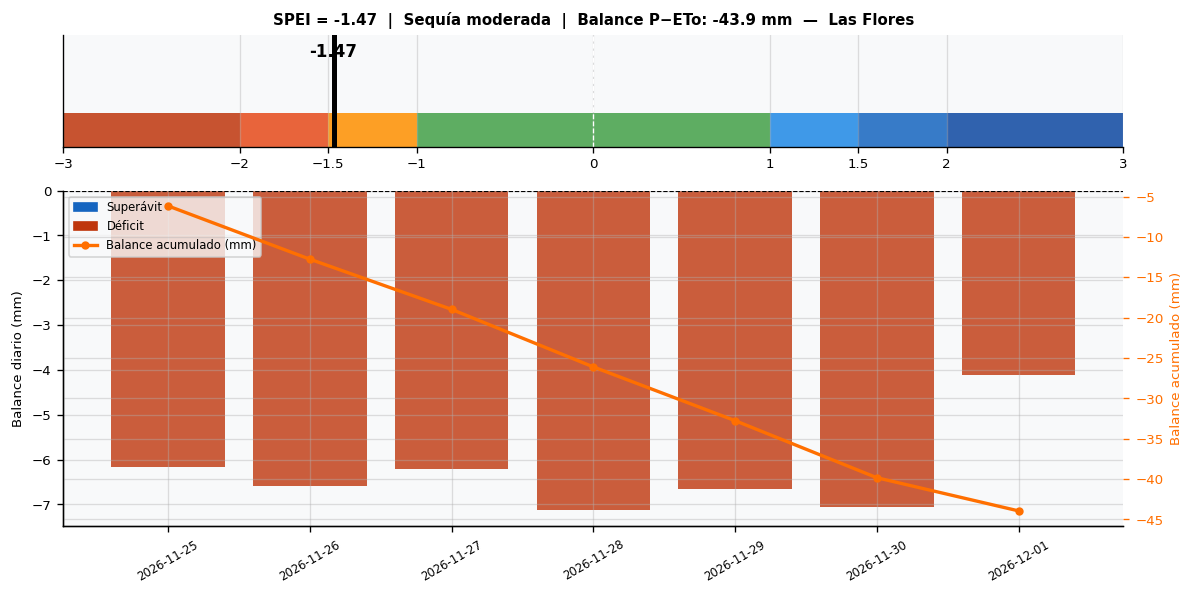 SPEI = -1.47  |  Sequía moderada  |  Balance P−ETo: -43.9 mm  —  Las Flores
-1.47
−3 −2 −1.5 −1 0 1 1.5 2 3
Superávit
Déficit
Balance acumulado (mm)
Balance diario (mm)
0
−1
−2
−3
−4
−5
−6
−7
−5
−10
−15
−20
−25
−30
−35
−40
−45
Balance acumulado (mm)
2026-11-25 2026-11-26 2026-11-27 2026-11-28 2026-11-29 2026-11-30 2026-12-01